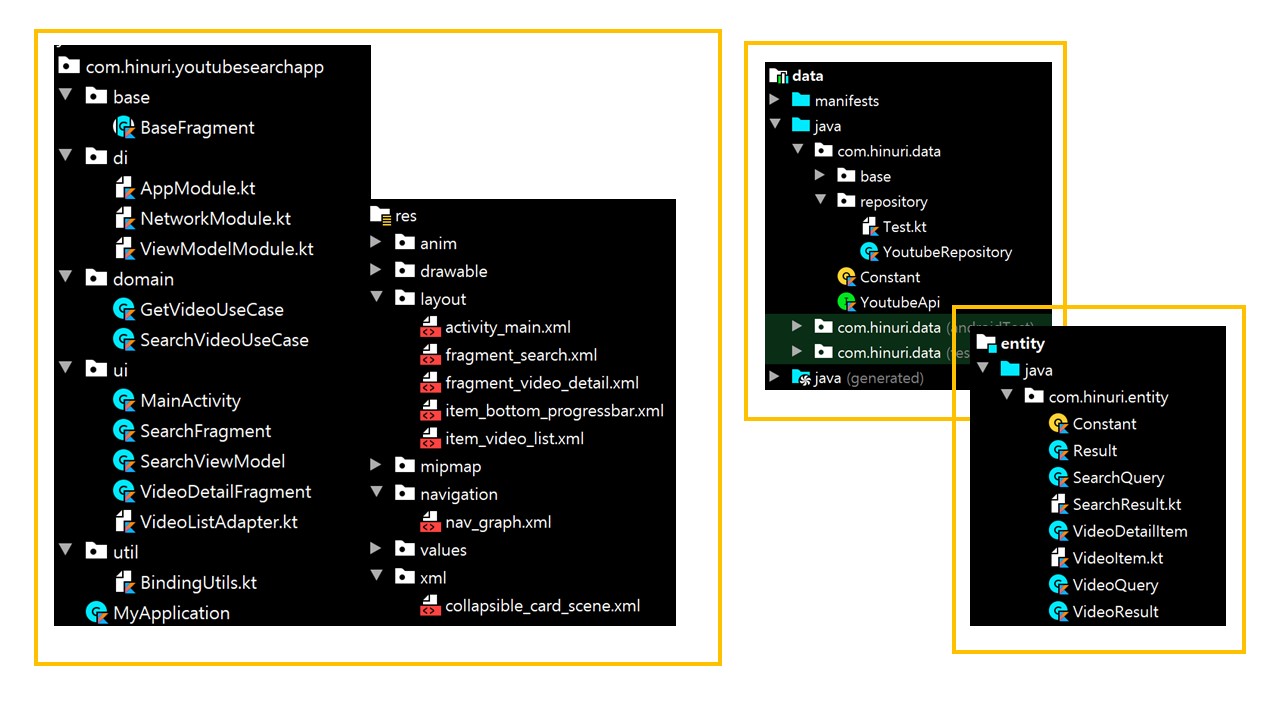 com.hinuri.youtubesearchapp
base
BaseFragment
di
AppModule.kt
NetworkModule.kt
ViewModelModule.kt
domain
GetVideoUseCase
SearchVideoUseCase
ui
MainActivity
SearchFragment
SearchViewModel
VideoDetailFragment
VideoListAdapter.kt
util
BindingUtils.kt
MyApplication
res
anim
drawable
layout
activity_main.xml
fragment_search.xml
fragment_video_detail.xml
item_bottom_progressbar.xml
item_video_list.xml
mipmap
navigation
nav_graph.xml
values
xml
collapsible_card_scene.xml
data
manifests
java
com.hinuri.data
base
repository
Test.kt
YoutubeRepository
Constant
YoutubeApi
com.hinuri.data (androidTest)
com.hinuri.data
java (generated)
entity
java
com.hinuri.entity
Constant
Result
SearchQuery
SearchResult.kt
VideoDetailItem
VideoItem.kt
VideoQuery
VideoResult